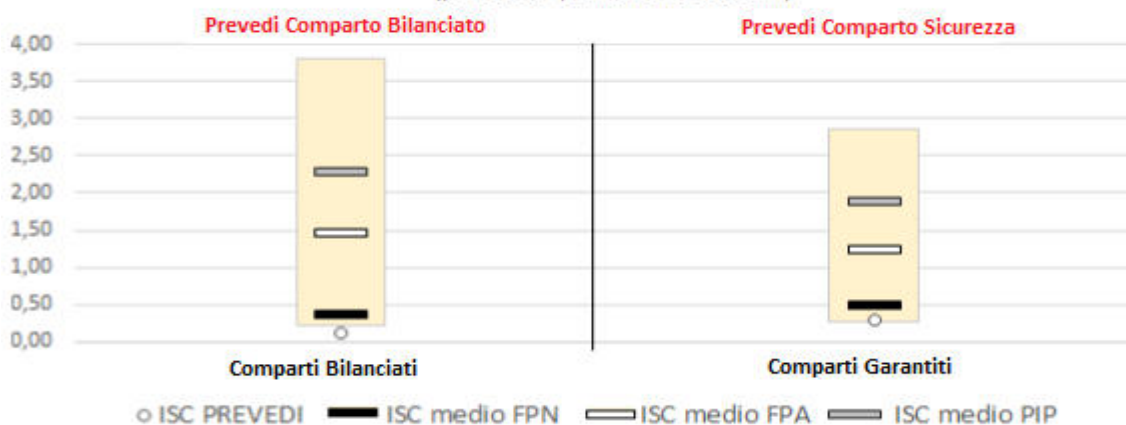 Prevedi Comparto Bilanciato
Prevedi Comparto Sicurezza
4,00
3,50
3,00
2,50
2,00
1,50
1,00
0,50
0,00
Comparti Bilanciati
Comparti Garantiti
ISC PREVEDI
ISC medio FPN
ISC medio FPA
ISC medio PIP